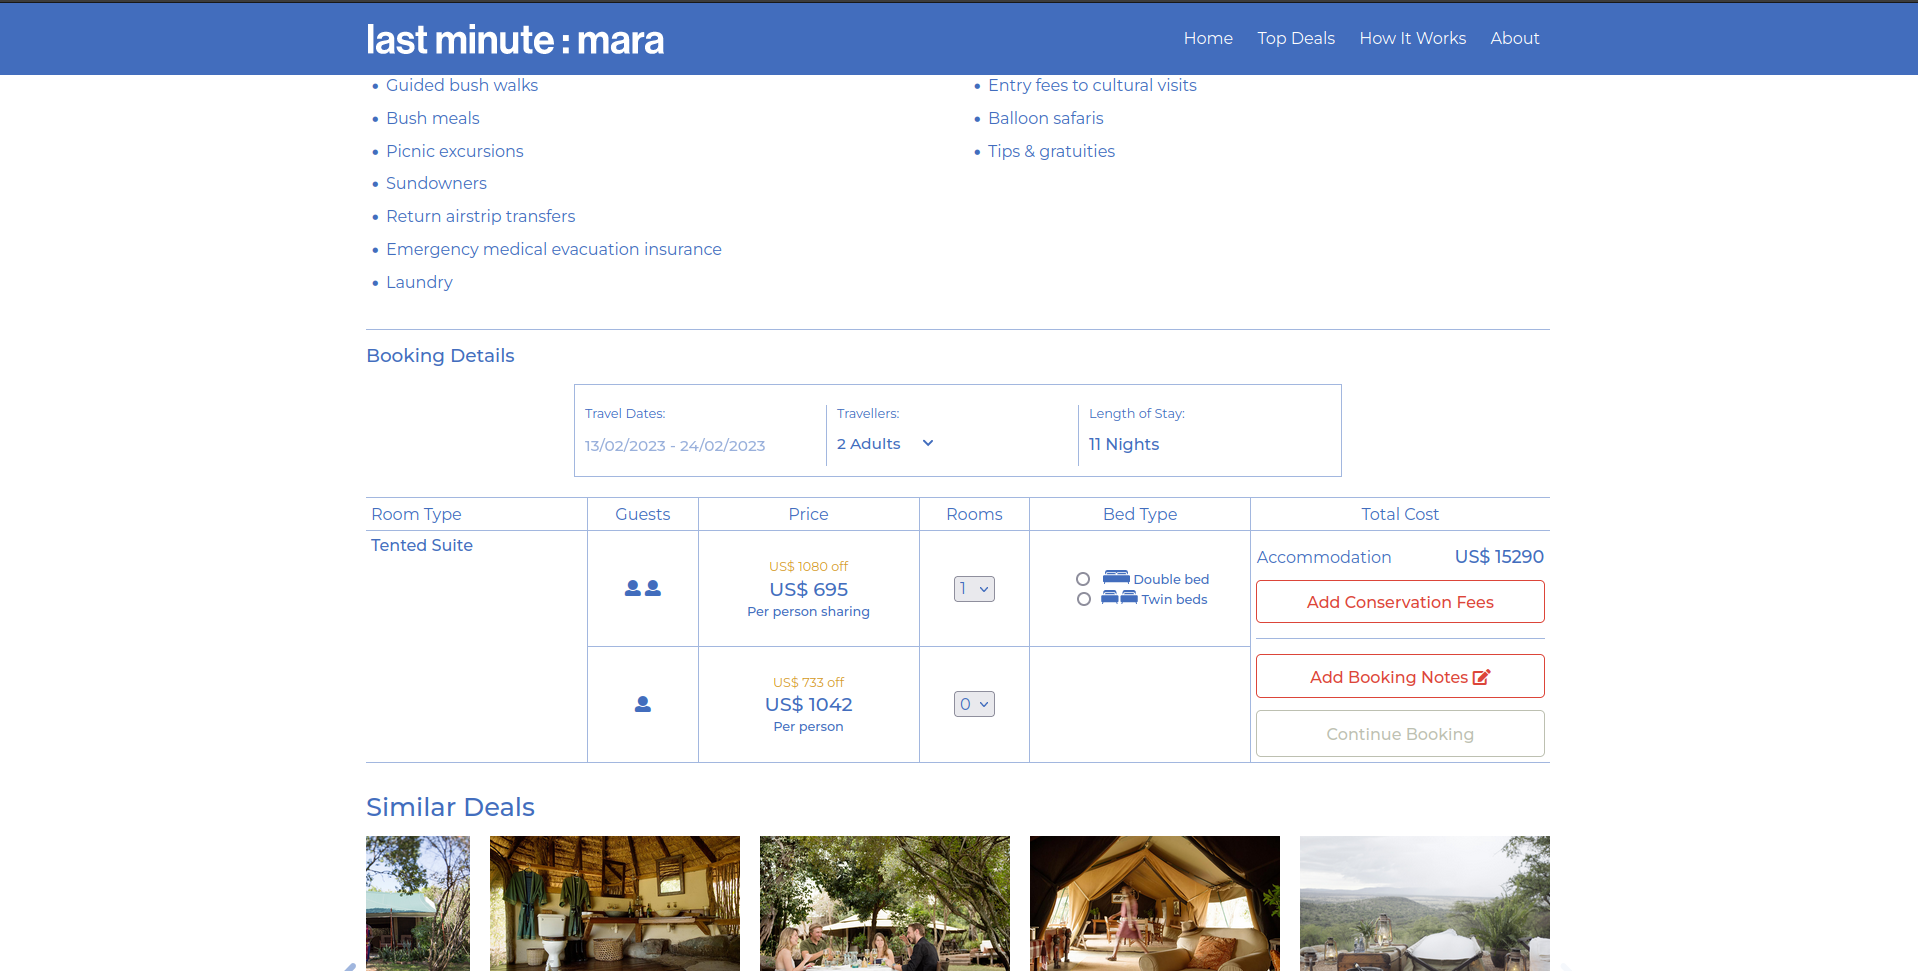 last minute : mara
Home Top Deals How It Works About
Guided bush walks
Bush meals
Picnic excursions
Sundowners
Return airstrip transfers
Emergency medical evacuation insurance
Laundry
Entry fees to cultural visits
Balloon safaris
Tips & gratuities
Booking Details
Travel Dates:
13/02/2023 - 24/02/2023
Travellers:
2 Adults
Length of Stay:
11 Nights
Room Type Guests Price Rooms Bed Type Total Cost
Tented Suite
US$ 1080 off
US$ 695
Per person sharing
1
Double bed
Twin beds
US$ 733 off
US$ 1042
Per person
0
Accommodation US$ 15290
Add Conservation Fees
Add Booking Notes
Continue Booking
Similar Deals